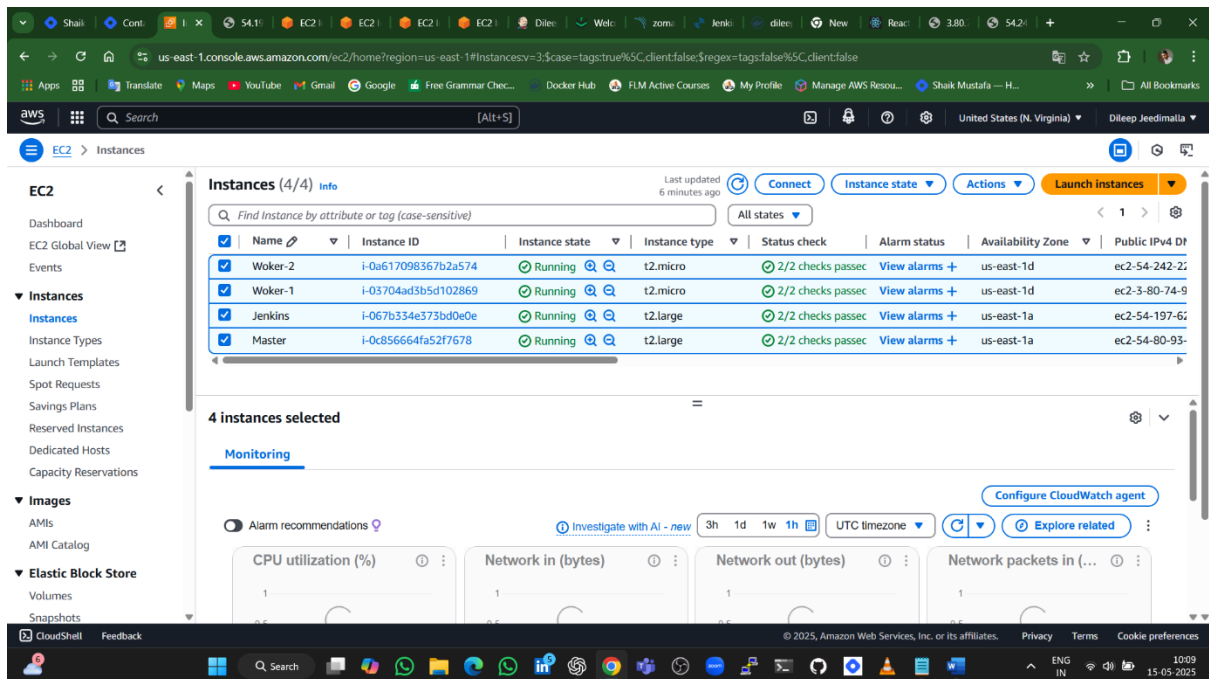 Shaik
Cont
I
54.19
EC2 I
EC2 I
EC2 I
EC2 I
Dilee
Welc
zoma
Jenki
dilee
New
React
3.80.
54.24
us-east-1.console.aws.amazon.com/ec2/home?region=us-east-1#Instances:v=3;$case=tags:true%5C,client:false;$regex=tags:false%5C,client:false
Apps Translate Maps YouTube Gmail Google Free Grammar Chec... Docker Hub FLM Active Courses My Profile Manage AWS Resou... Shaik Mustafa — H... » All Bookmarks
aws Search [Alt+S] United States (N. Virginia) Dileep Jeedimalla
EC2 > Instances
EC2
Dashboard
EC2 Global View
Events
Instances
Instances
Instance Types
Launch Templates
Spot Requests
Savings Plans
Reserved Instances
Dedicated Hosts
Capacity Reservations
Images
AMIs
AMI Catalog
Elastic Block Store
Volumes
Snapshots
Instances (4/4) Info
Last updated
6 minutes ago
Connect Instance state Actions Launch instances
Find Instance by attribute or tag (case-sensitive) All states 1
Name Instance ID Instance state Instance type Status check Alarm status Availability Zone Public IPv4 DN
Woker-2 i-0a617098367b2a574 Running t2.micro 2/2 checks passec View alarms + us-east-1d ec2-54-242-22
Woker-1 i-03704ad3b5d102869 Running t2.micro 2/2 checks passec View alarms + us-east-1d ec2-3-80-74-9
Jenkins i-067b334e373bd0e0e Running t2.large 2/2 checks passec View alarms + us-east-1a ec2-54-197-62
Master i-0c856664fa52f7678 Running t2.large 2/2 checks passec View alarms + us-east-1a ec2-54-80-93-
4 instances selected
Monitoring
Configure CloudWatch agent
Alarm recommendations Investigate with AI - new 3h 1d 1w 1h UTC timezone Explore related
CPU utilization (%) Network in (bytes) Network out (bytes) Network packets in (...
1 1 1 1
CloudShell Feedback © 2025, Amazon Web Services, Inc. or its affiliates. Privacy Terms Cookie preferences
6 Search 5 zoom ENG 10:09
IN 15-05-2025